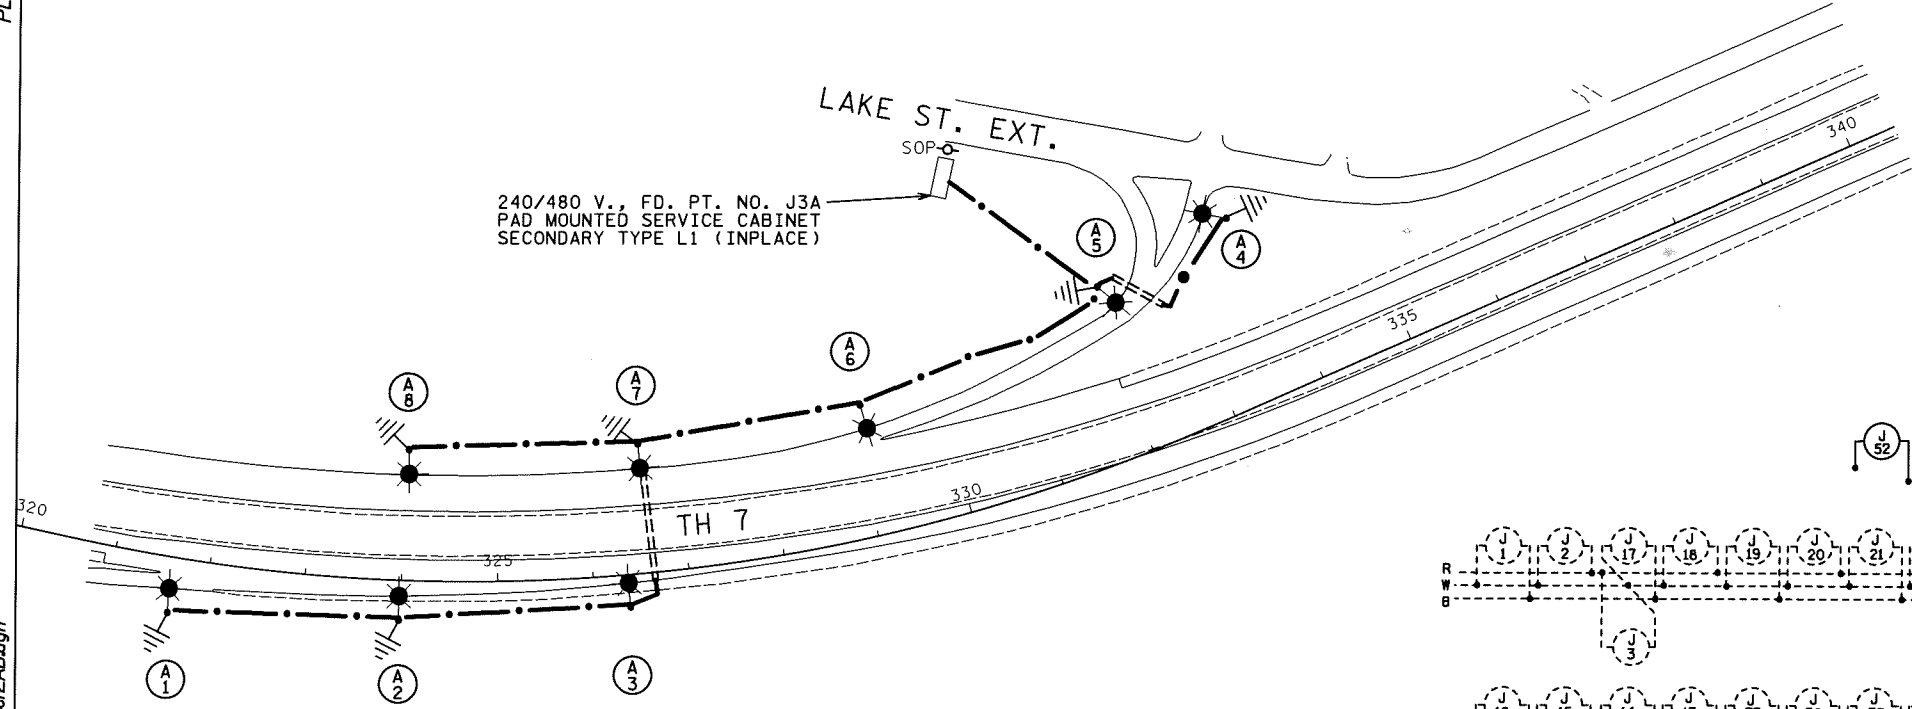 LAKE ST. EXT.
SOP
240/480 V., FD. PT. NO. J3A
PAD MOUNTED SERVICE CABINET
SECONDARY TYPE L1 (INPLACE)
A
5
A
4
A
6
A
7
A
8
340
335
330
325
320
TH 7
A
1
A
2
A
3
J
52
J
1
J
2
J
17
J
18
J
19
J
20
J
21
R
W
B
J
3